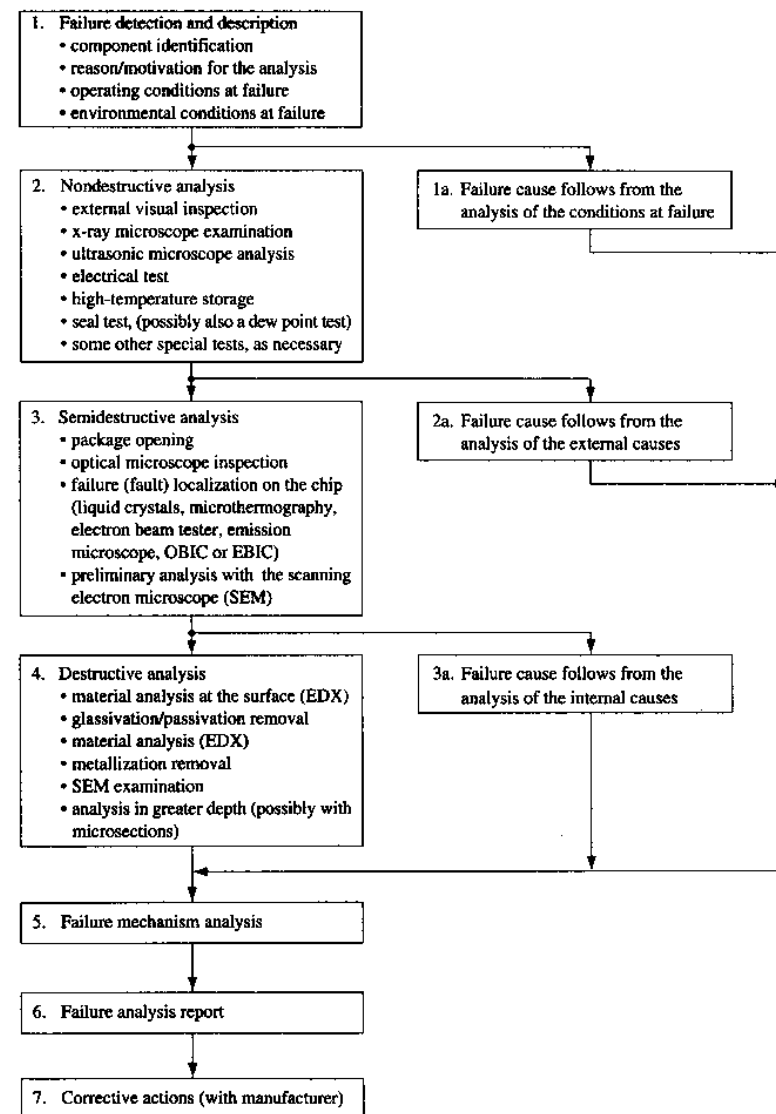 1. Failure detection and description
• component identification
• reason/motivation for the analysis
• operating conditions at failure
• environmental conditions at failure
2. Nondestructive analysis
• external visual inspection
• x-ray microscope examination
• ultrasonic microscope analysis
• electrical test
• high-temperature storage
• seal test, (possibly also a dew point test)
• some other special tests, as necessary
1a. Failure cause follows from the
analysis of the conditions at failure
3. Semidestructive analysis
• package opening
• optical microscope inspection
• failure (fault) localization on the chip
(liquid crystals, microthermography,
electron beam tester, emission
microscope, OBIC or EBIC)
• preliminary analysis with the scanning
electron microscope (SEM)
2a. Failure cause follows from the
analysis of the external causes
4. Destructive analysis
• material analysis at the surface (EDX)
• glassivation/passivation removal
• material analysis (EDX)
• metallization removal
• SEM examination
• analysis in greater depth (possibly with
microsections)
3a. Failure cause follows from the
analysis of the internal causes
5. Failure mechanism analysis
6. Failure analysis report
7. Corrective actions (with manufacturer)